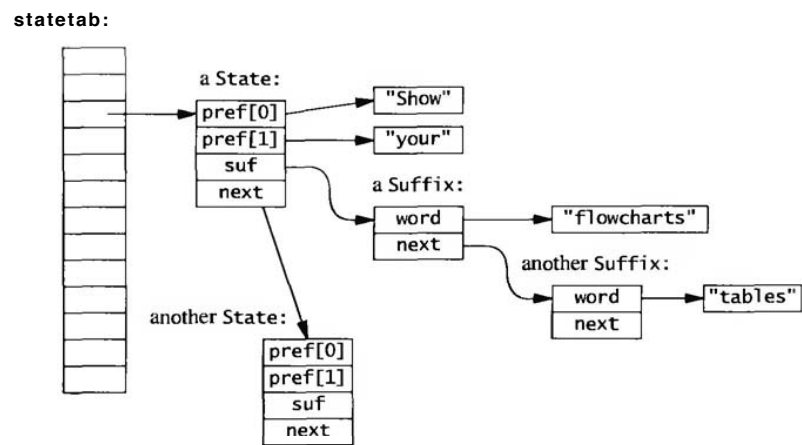 statetab:
a State:
pref[0]
"Show"
pref[1]
"your"
suf
next
a Suffix:
word
"flowcharts"
next
another Suffix:
word
"tables"
next
another State:
pref[0]
pref[1]
suf
next